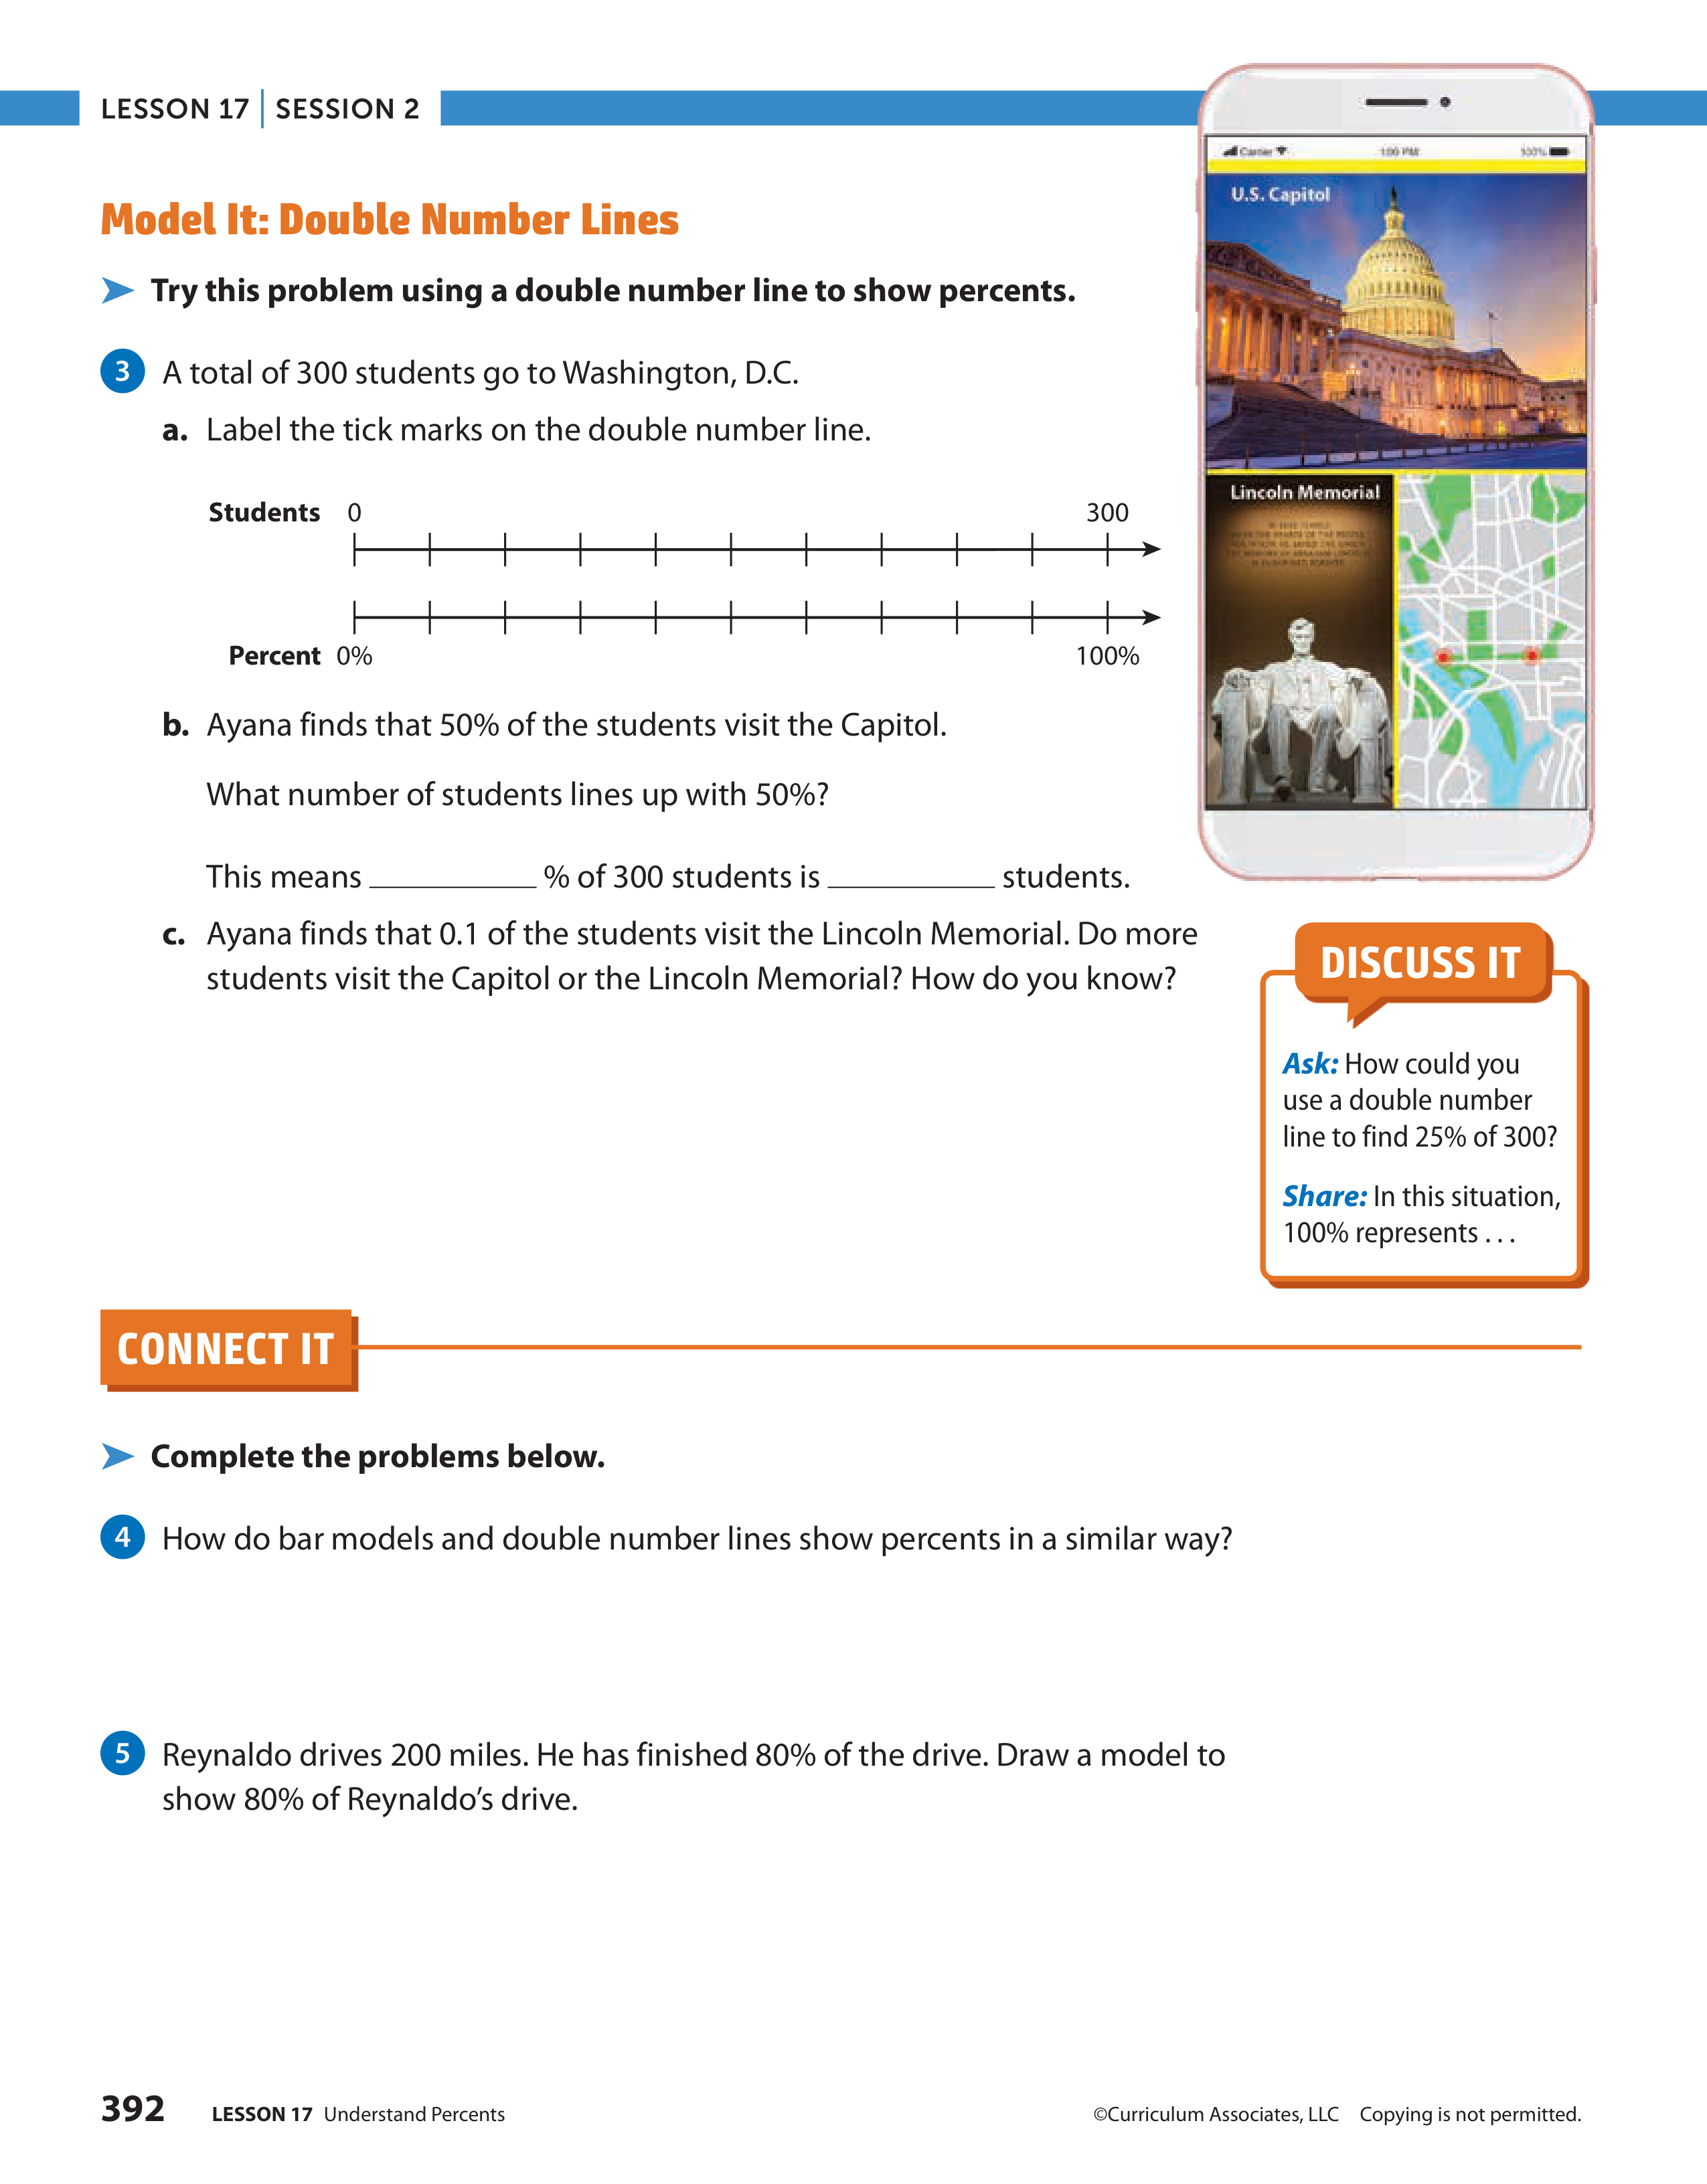 LESSON 17 | SESSION 2
Carrier 1:00 PM 100%
U.S. Capitol
Lincoln Memorial
Model It: Double Number Lines
Try this problem using a double number line to show percents.
3 A total of 300 students go to Washington, D.C.
a. Label the tick marks on the double number line.
Students 0 300
Percent 0% 100%
b. Ayana finds that 50% of the students visit the Capitol.
What number of students lines up with 50%?
This means __________ % of 300 students is __________ students.
c. Ayana finds that 0.1 of the students visit the Lincoln Memorial. Do more
students visit the Capitol or the Lincoln Memorial? How do you know?
DISCUSS IT
Ask: How could you
use a double number
line to find 25% of 300?
Share: In this situation,
100% represents . . .
CONNECT IT
Complete the problems below.
4 How do bar models and double number lines show percents in a similar way?
5 Reynaldo drives 200 miles. He has finished 80% of the drive. Draw a model to
show 80% of Reynaldo’s drive.
392 LESSON 17 Understand Percents ©Curriculum Associates, LLC Copying is not permitted.